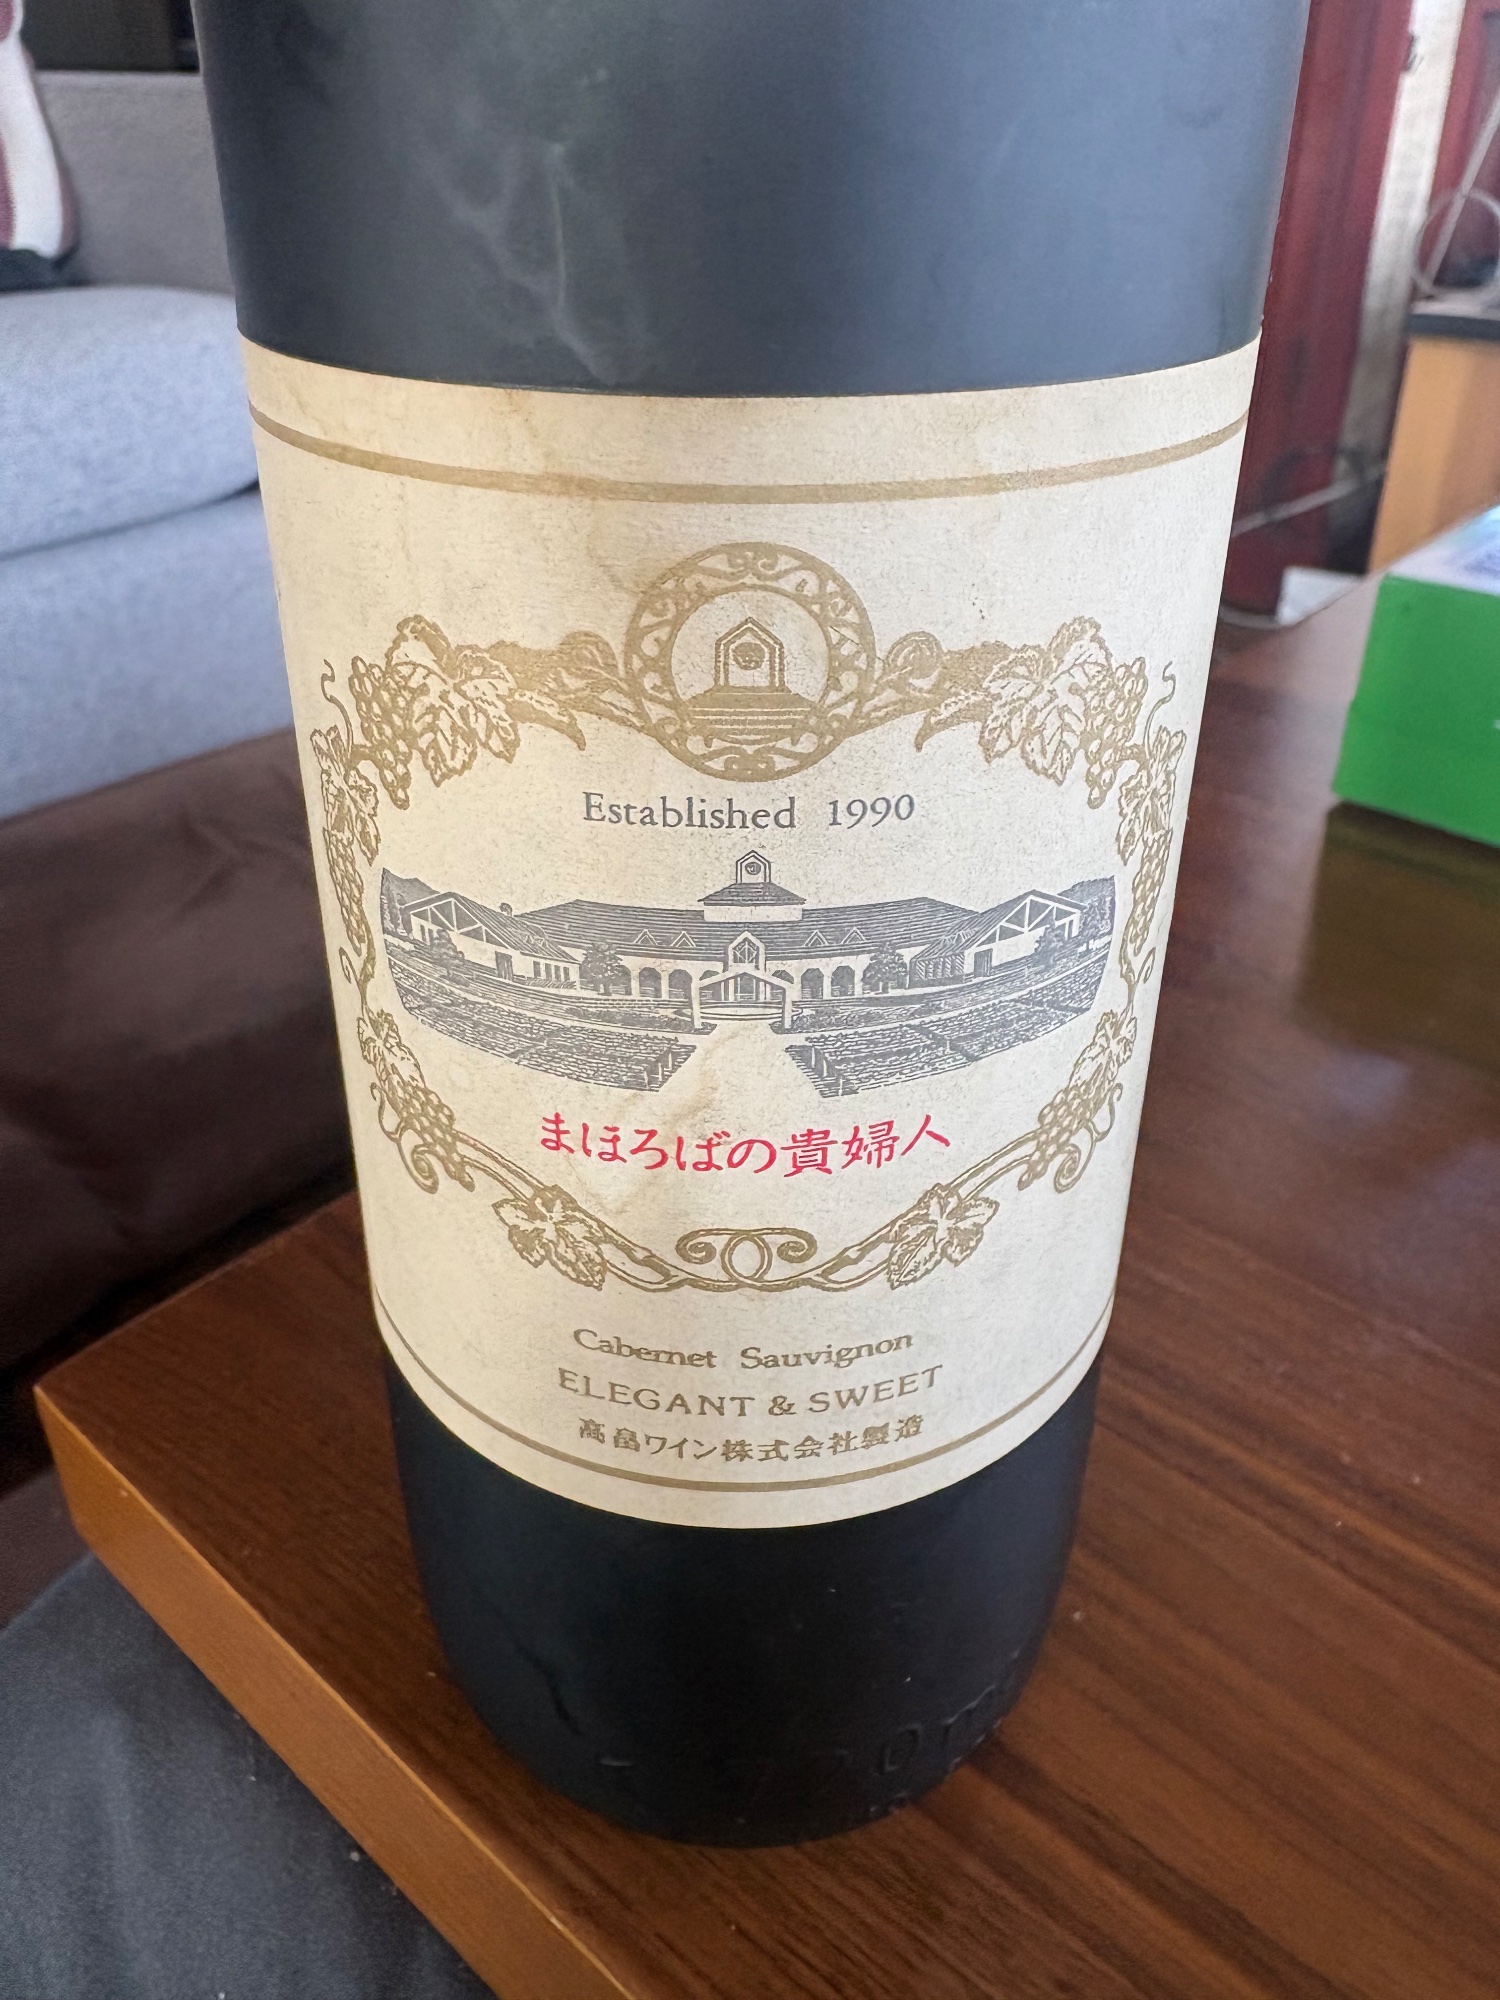 Established 1990
まほろばの貴婦人
Cabernet Sauvignon
ELEGANT & SWEET
高畠ワイン株式会社製造